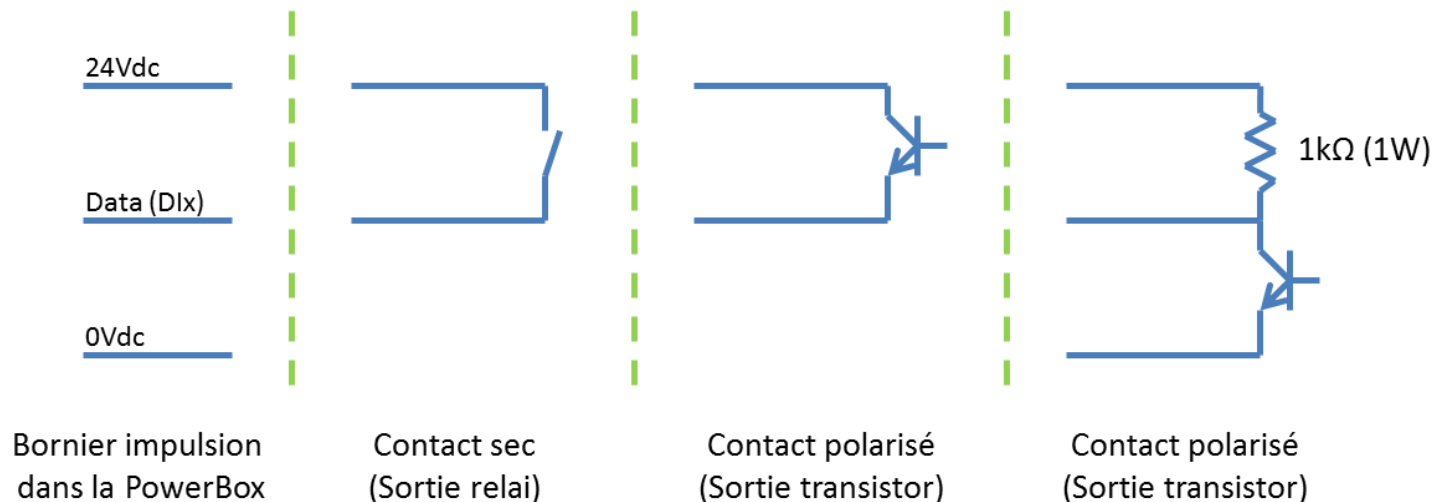 24Vdc
Data (DIx)
0Vdc
1kΩ (1W)
Bornier impulsion
dans la PowerBox
Contact sec
(Sortie relai)
Contact polarisé
(Sortie transistor)
Contact polarisé
(Sortie transistor)